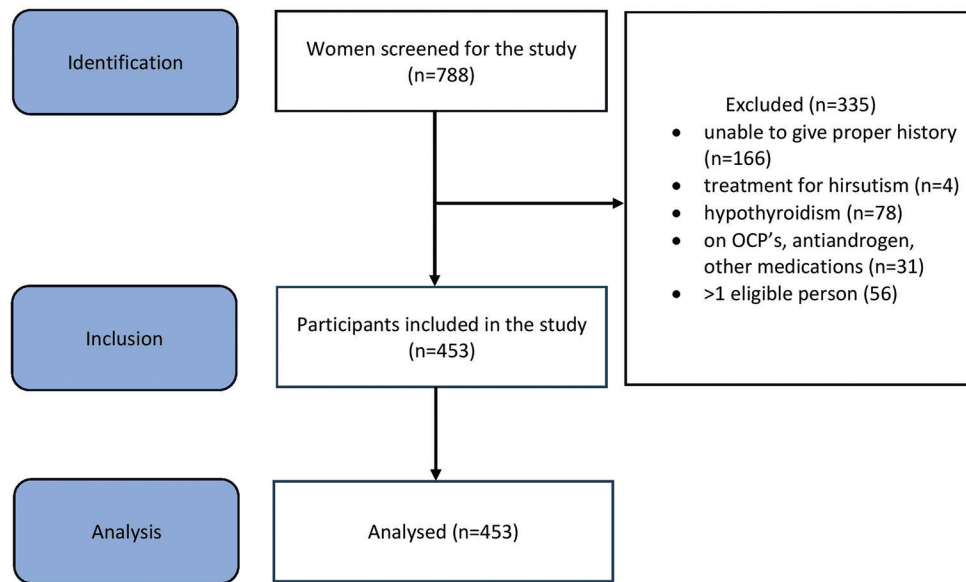 Identification
Women screened for the study
(n=788)
Excluded (n=335)
• unable to give proper history
(n=166)
• treatment for hirsutism (n=4)
• hypothyroidism (n=78)
• on OCP's, antiandrogen,
other medications (n=31)
• >1 eligible person (56)
Inclusion
Participants included in the study
(n=453)
Analysis
Analysed (n=453)